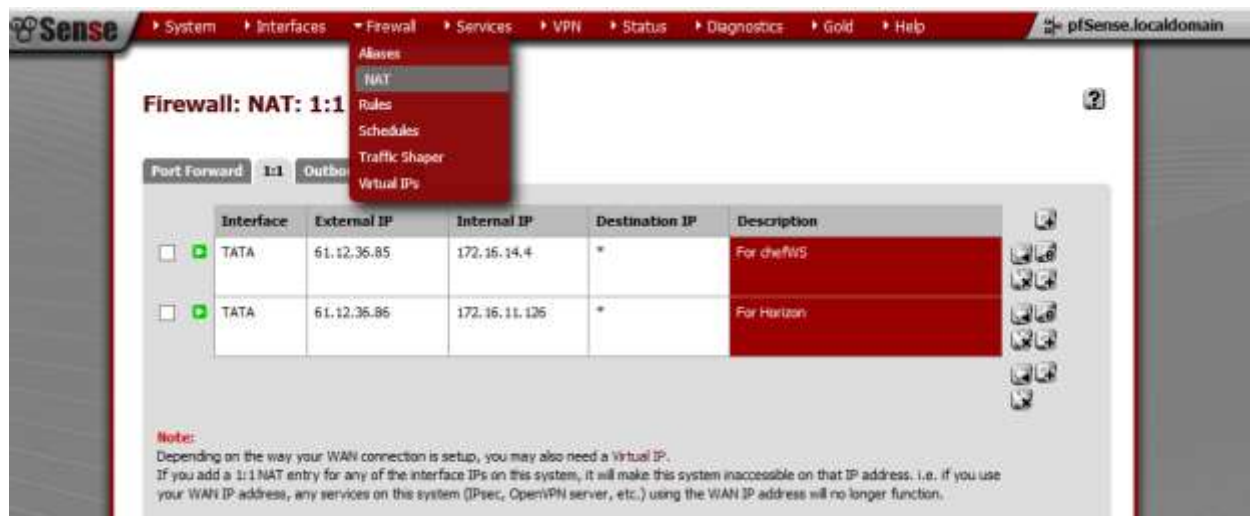 Sense
System Interfaces Firewall Services VPN Status Diagnostics Gold Help
pfSense.localdomain
Aliases
NAT
Rules
Schedules
Traffic Shaper
Virtual IPs
Firewall: NAT: 1:1
?
Port Forward 1:1 Outbo
Interface External IP Internal IP Destination IP Description
TATA 61.12.36.85 172.16.14.4 * For chefWS
TATA 61.12.36.86 172.16.11.126 * For Horizon
Note:
Depending on the way your WAN connection is setup, you may also need a Virtual IP.
If you add a 1:1 NAT entry for any of the interface IPs on this system, it will make this system inaccessible on that IP address. i.e. if you use
your WAN IP address, any services on this system (IPsec, OpenVPN server, etc.) using the WAN IP address will no longer function.